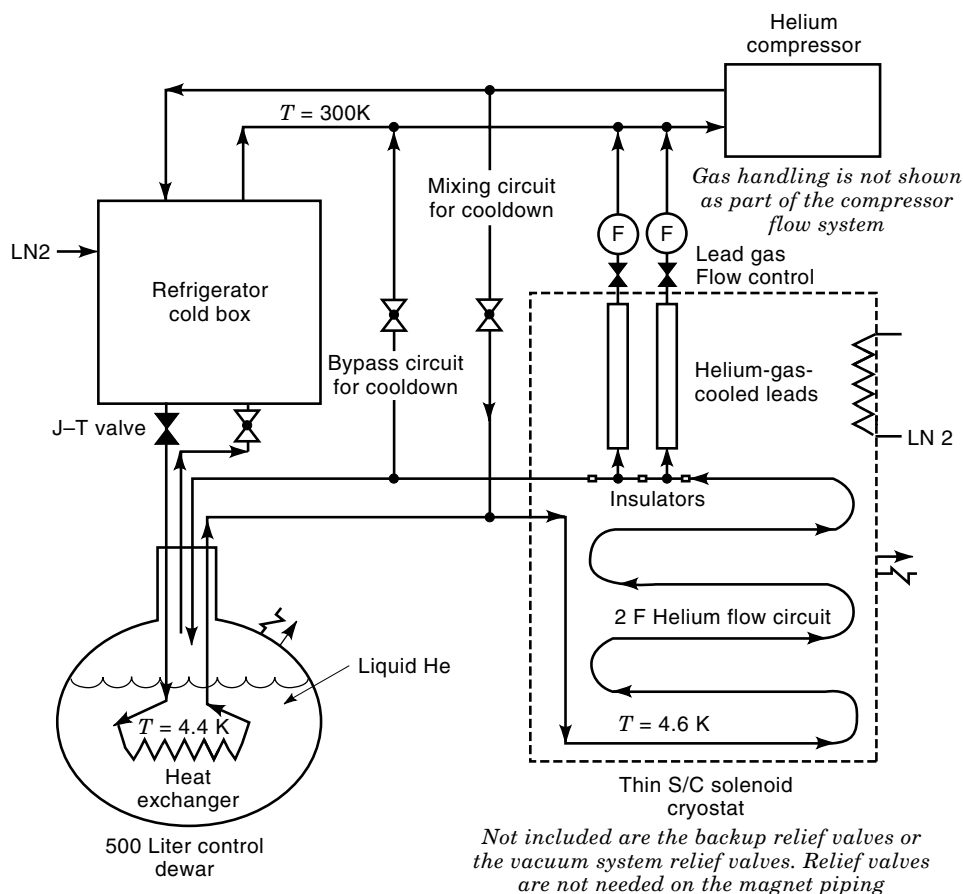 Helium
compressor
T = 300K
Mixing circuit
for cooldown
Gas handling is not shown
as part of the compressor
flow system
LN2
F
F
Lead gas
Flow control
Refrigerator
cold box
Bypass circuit
for cooldown
Helium-gas-
cooled leads
J–T valve
LN 2
Insulators
2 F Helium flow circuit
Liquid He
T = 4.4 K
T = 4.6 K
Heat
exchanger
Thin S/C solenoid
cryostat
500 Liter control
dewar
Not included are the backup relief valves or
the vacuum system relief valves. Relief valves
are not needed on the magnet piping